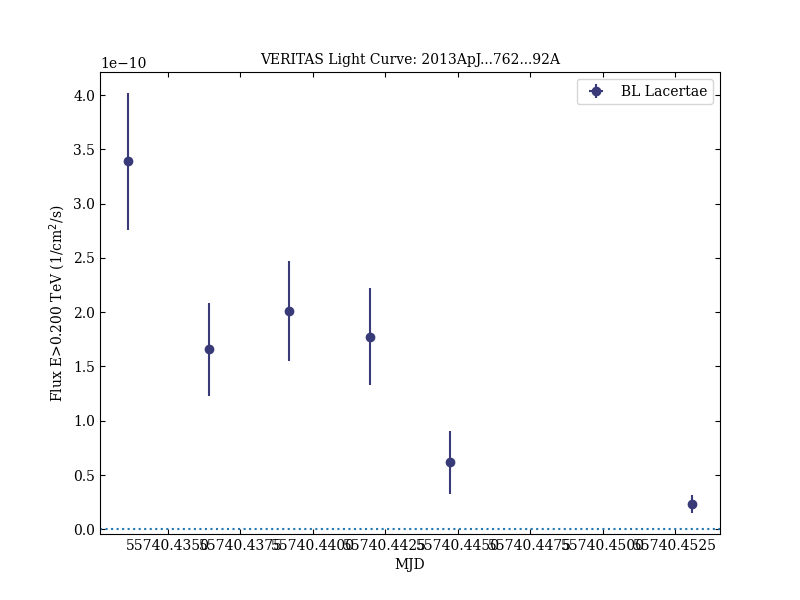 VERITAS Light Curve: 2013ApJ...762...92A
1e−10
BL Lacertae
4.0
3.5
3.0
2.5
2.0
1.5
1.0
0.5
0.0
Flux E>0.200 TeV (1/cm²/s)
55740.4350 55740.4375 55740.4400 55740.4425 55740.4450 55740.4475 55740.4500 55740.4525
MJD